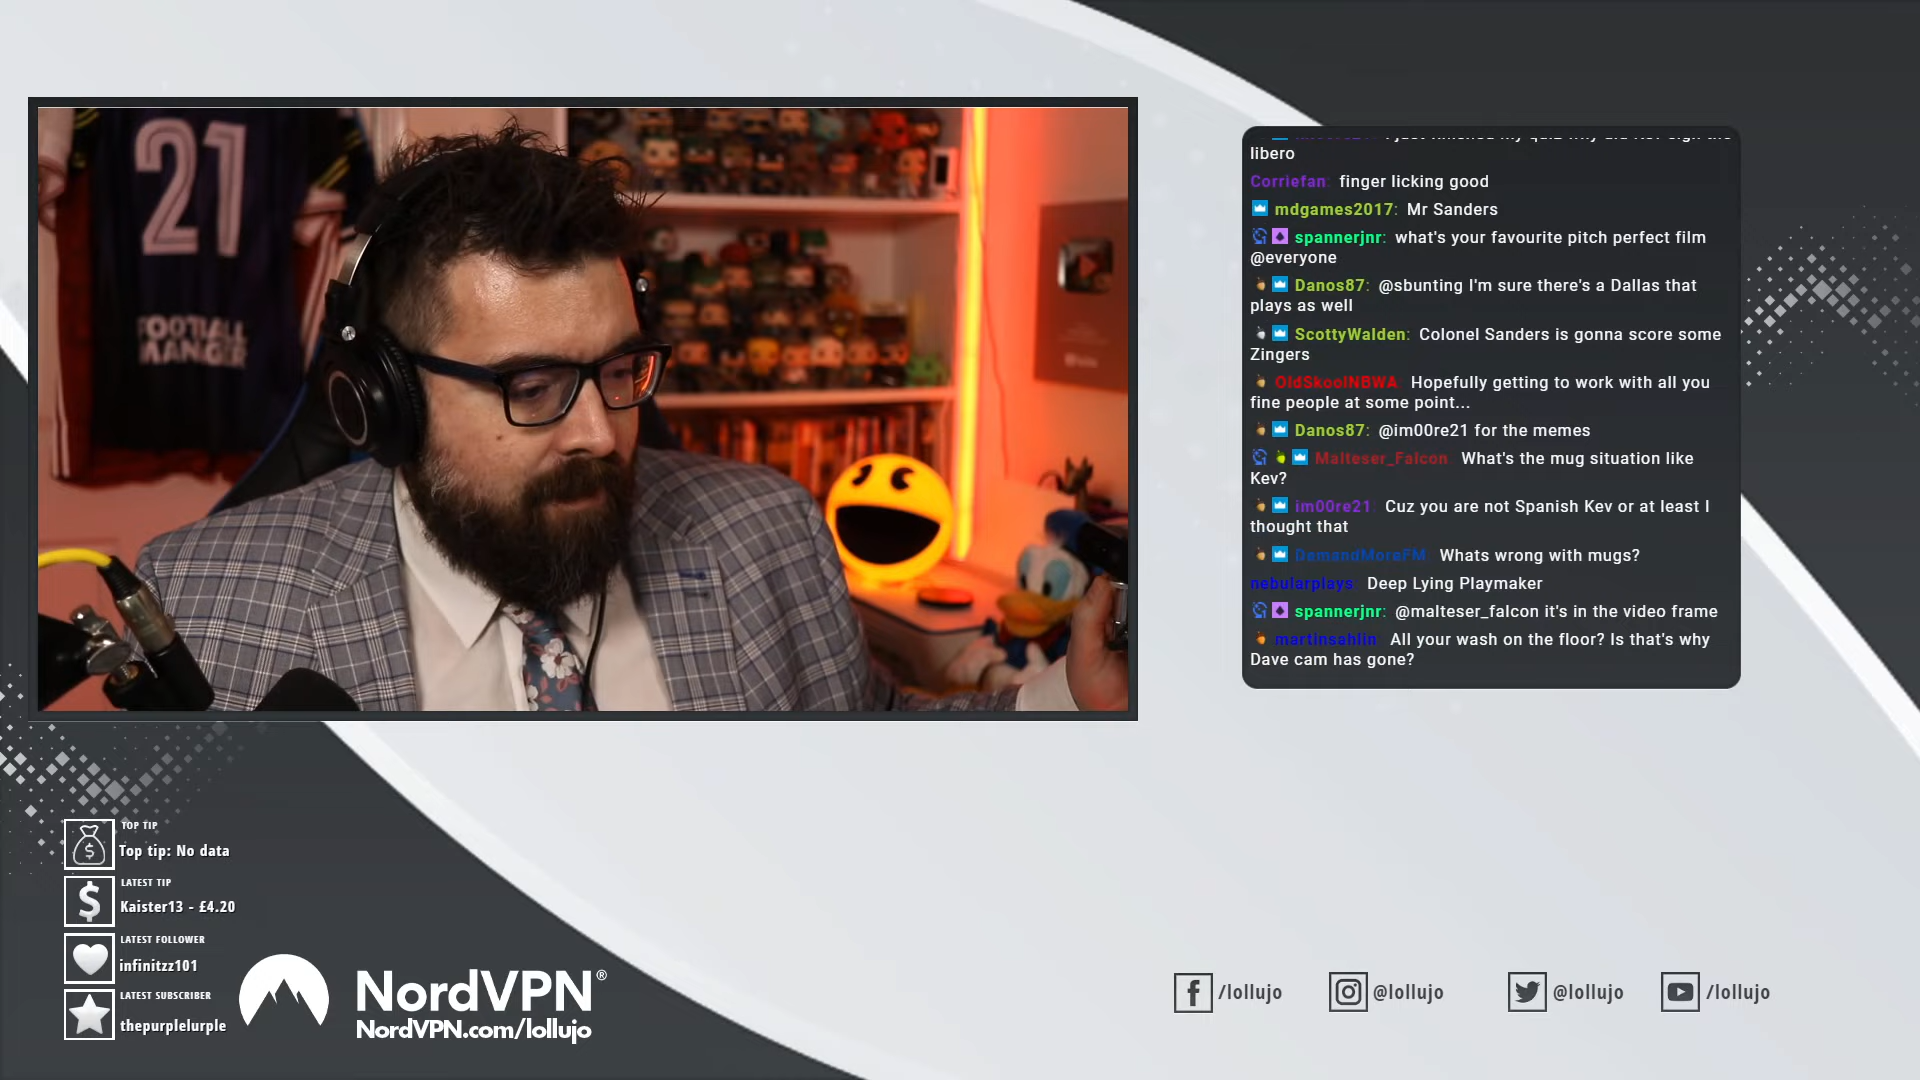 21
FOOTBALL
MANAGER
libero
Corriefan: finger licking good
mdgames2017: Mr Sanders
spannerjnr: what's your favourite pitch perfect film
@everyone
Danos87: @sbunting I'm sure there's a Dallas that
plays as well
ScottyWalden: Colonel Sanders is gonna score some
Zingers
OldSkoolNBWA: Hopefully getting to work with all you
fine people at some point...
Danos87: @im00re21 for the memes
Malteser_Falcon: What's the mug situation like
Kev?
im00re21: Cuz you are not Spanish Kev or at least I
thought that
DemandMoreFM: Whats wrong with mugs?
nebularplays: Deep Lying Playmaker
spannerjnr: @malteser_falcon it's in the video frame
martinsahlin: All your wash on the floor? Is that's why
Dave cam has gone?
TOP TIP
Top tip: No data
LATEST TIP
Kaister13 - £4.20
LATEST FOLLOWER
infinitzz101
LATEST SUBSCRIBER
thepurplelurple
NordVPN®
NordVPN.com/lollujo
/lollujo
@lollujo
@lollujo
/lollujo